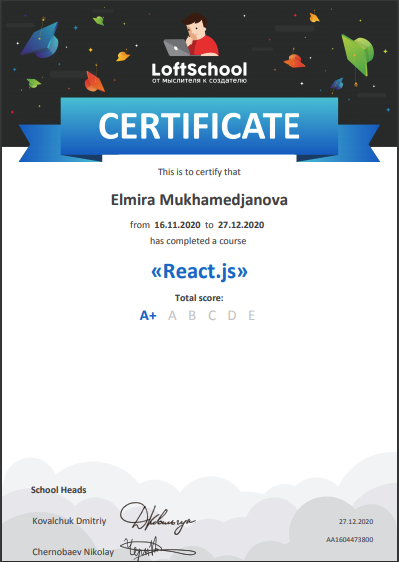 LoftSchool
ОТ МЫСЛИТЕЛЯ К СОЗДАТЕЛЮ
CERTIFICATE
This is to certify that
Elmira Mukhamedjanova
from 16.11.2020 to 27.12.2020
has completed a course
«React.js»
Total score:
A+ A B C D E
School Heads
Kovalchuk Dmitriy
27.12.2020
AA1604473800
Chernobaev Nikolay